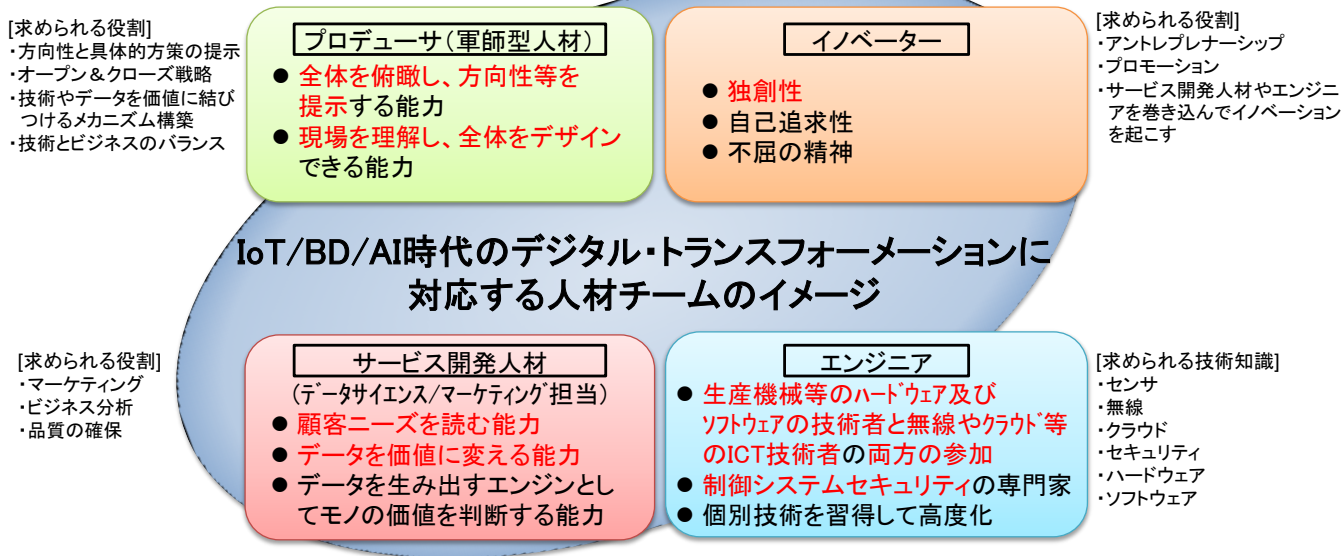 [求められる役割]
・方向性と具体的方策の提示
・オープン＆クローズ戦略
・技術やデータを価値に結び
つけるメカニズム構築
・技術とビジネスのバランス
プロデューサ（軍師型人材）
● 全体を俯瞰し、方向性等を
提示する能力
● 現場を理解し、全体をデザイン
できる能力
イノベーター
● 独創性
● 自己追求性
● 不屈の精神
[求められる役割]
・アントレプレナーシップ
・プロモーション
・サービス開発人材やエンジニ
アを巻き込んでイノベーション
を起こす
IoT/BD/AI時代のデジタル・トランスフォーメーションに
対応する人材チームのイメージ
[求められる役割]
・マーケティング
・ビジネス分析
・品質の確保
サービス開発人材
（ﾃﾞｰﾀｻｲｴﾝｽ/ﾏｰｹﾃｨﾝｸﾞ担当）
● 顧客ニーズを読む能力
● データを価値に変える能力
● データを生み出すエンジンとし
てモノの価値を判断する能力
エンジニア
● 生産機械等のﾊｰﾄﾞｳｪｱ及び
ｿﾌﾄｳｪｱの技術者と無線やｸﾗｳﾄﾞ等
のICT技術者の両方の参加
● 制御システムセキュリティの専門家
● 個別技術を習得して高度化
[求められる技術知識]
・センサ
・無線
・クラウド
・セキュリティ
・ハードウェア
・ソフトウェア